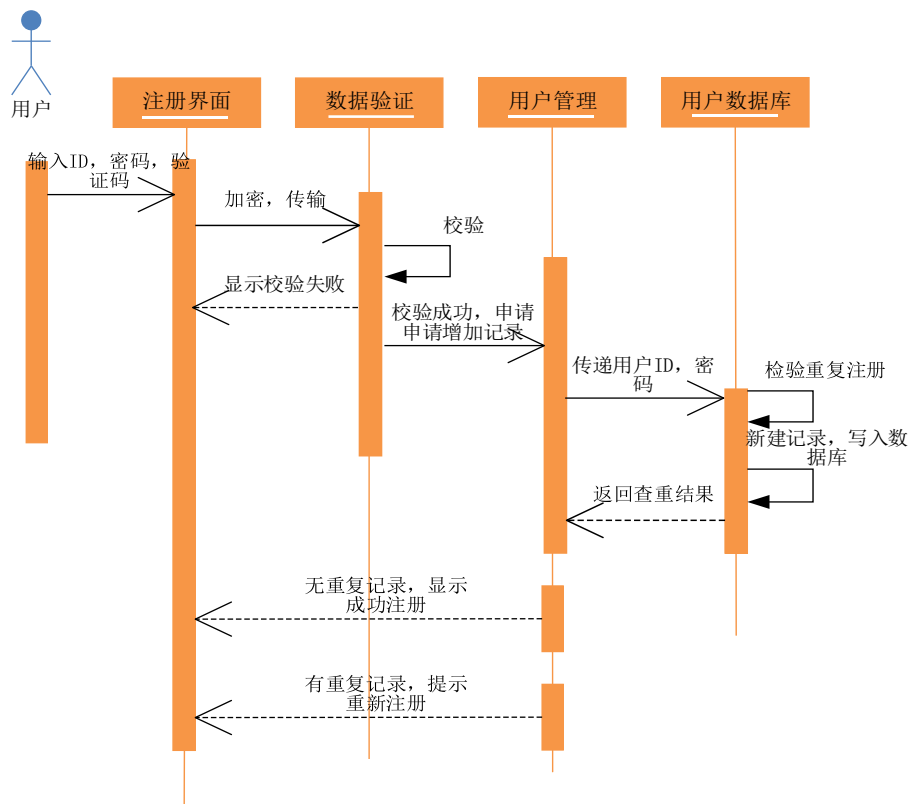 用户
注册界面
数据验证
用户管理
用户数据库
输入ID，密码，验
证码
加密，传输
校验
显示校验失败
校验成功，申请
申请增加记录
传递用户ID，密
码
检验重复注册
新建记录，写入数
据库
返回查重结果
无重复记录，显示
成功注册
有重复记录，提示
重新注册